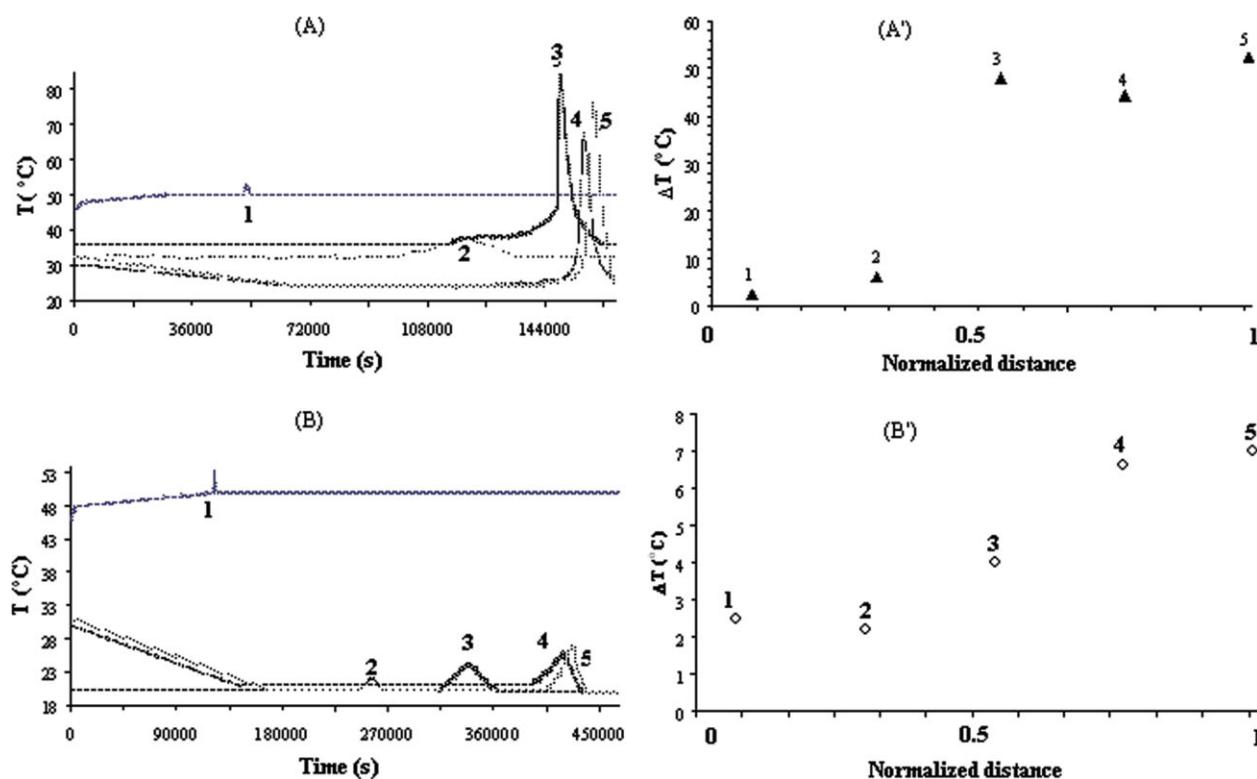 (A)
3
80
70
4
5
60
T( °C)
50
1
40
2
30
20
0 36000 72000 108000 144000
Time (s)
(A')
60
5
50
3
4
40
ΔT (°C)
30
20
10
2
1
0
0 0.5 1
Normalized distance
(B)
53
48
1
43
38
T (°C)
33
28
2 3 4 5
23
18
0 90000 180000 270000 360000 450000
Time (s)
(B')
8
5
7
4
6
5
ΔT (°C)
3
4
3
1
2
2
1
0
0 0.5 1
Normalized distance